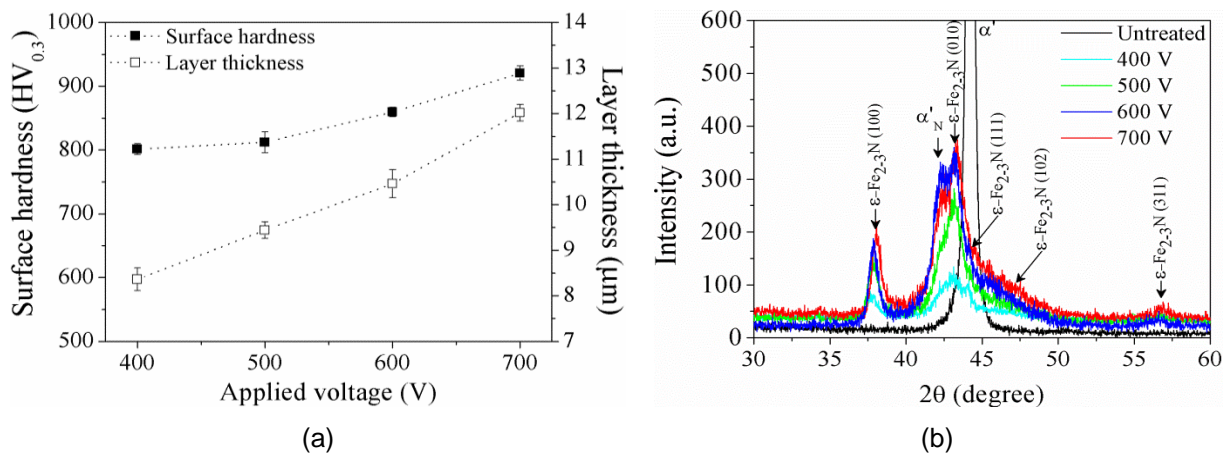 1000
900
800
700
600
500
Surface hardness (HV0.3)
Surface hardness
Layer thickness
14
13
12
11
10
9
8
7
Layer thickness (µm)
400 500 600 700
Applied voltage (V)
(a)
600
500
400
300
200
100
0
Intensity (a.u.)
ε–Fe2-3N (100)
α'N
ε–Fe2-3N (010)
α'
ε–Fe2-3N (111)
ε–Fe2-3N (102)
ε–Fe2-3N (311)
Untreated
400 V
500 V
600 V
700 V
30 35 40 45 50 55 60
2θ (degree)
(b)